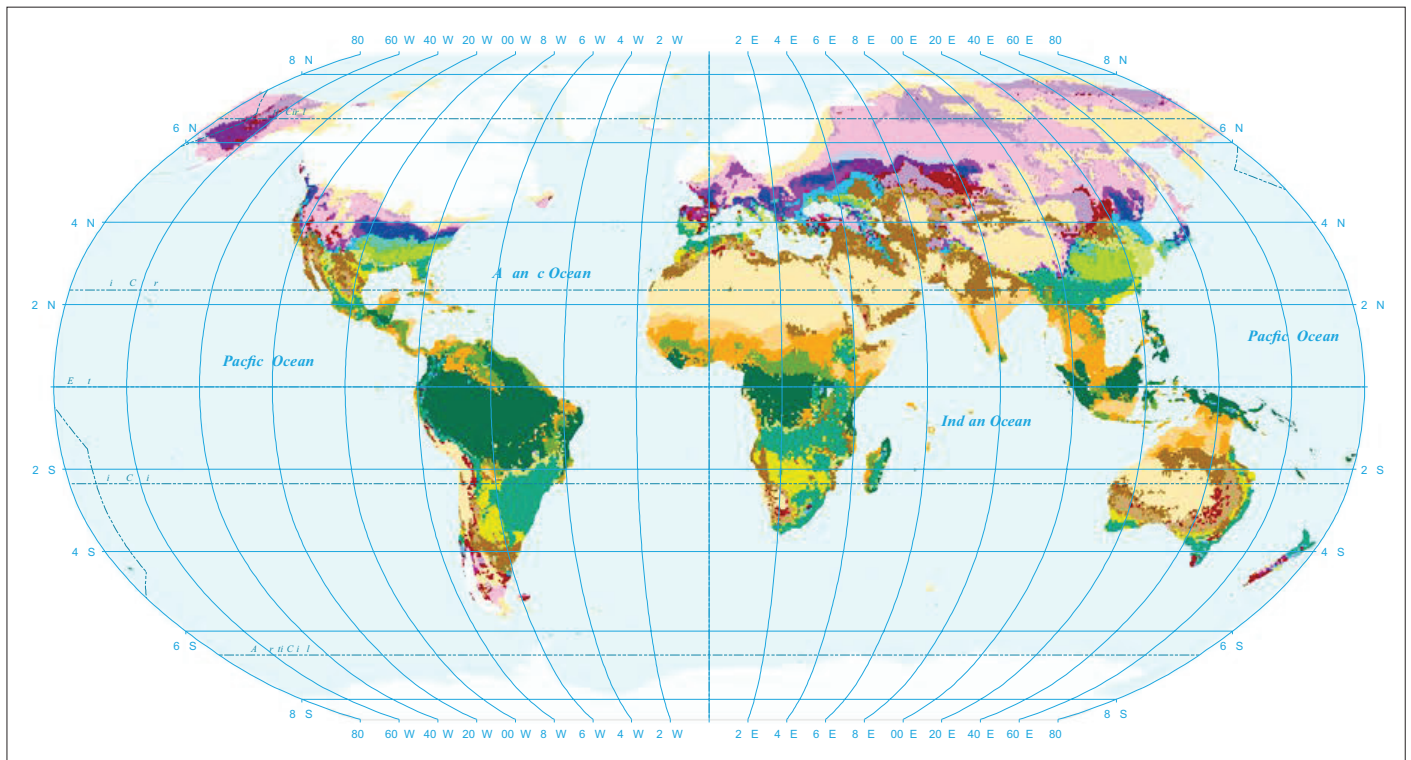 80 60 W 40 W 20 W 00 W 8 W 6 W 4 W 2 W 2 E 4 E 6 E 8 E 00 E 20 E 40 E 60 E 80
8 N 8 N
6 N 6 N
4 N 4 N
A an c Ocean
i C r
2 N 2 N
Pacfic Ocean Pacfic Ocean
E t
Ind an Ocean
2 S 2 S
i C i
4 S 4 S
6 S 6 S
A rti C i l
8 S 8 S
80 60 W 40 W 20 W 00 W 8 W 6 W 4 W 2 W 2 E 4 E 6 E 8 E 00 E 20 E 40 E 60 E 80